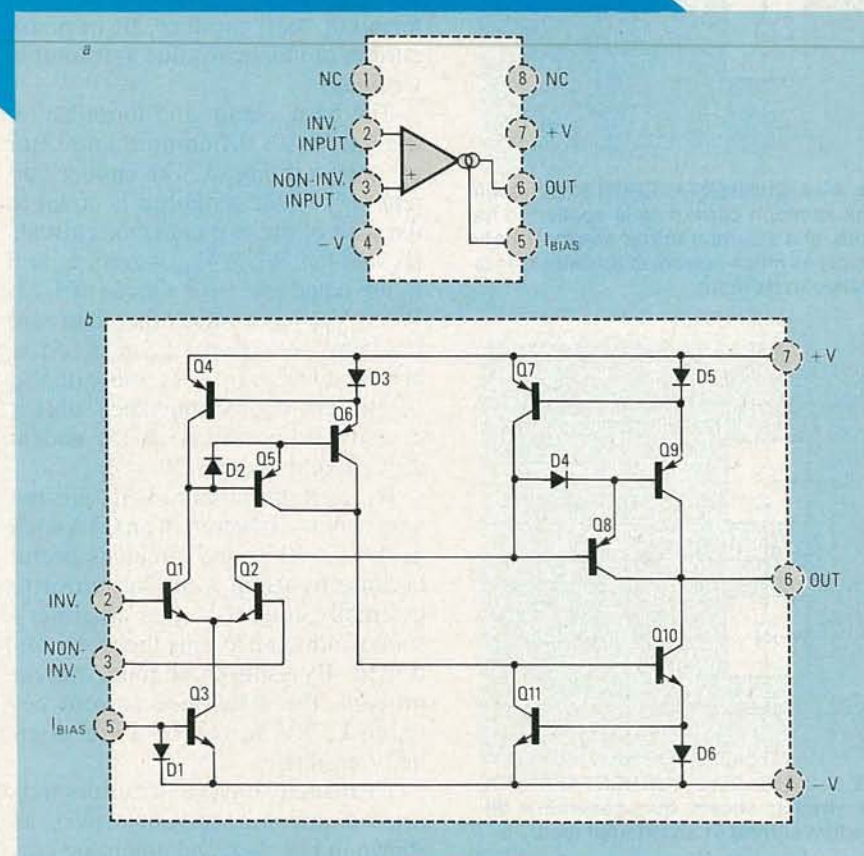 a
NC 1
8 NC
INV. INPUT 2
7 +V
−
+
NON-INV. INPUT 3
6 OUT
−V 4
5 IBIAS
b
7 +V
Q4
D3
Q7
D5
Q6
D2
Q5
D4
Q9
Q8
Q1
Q2
6 OUT
INV. 2
NON-INV. 3
Q10
Q3
Q11
IBIAS 5
D1
D6
4 −V